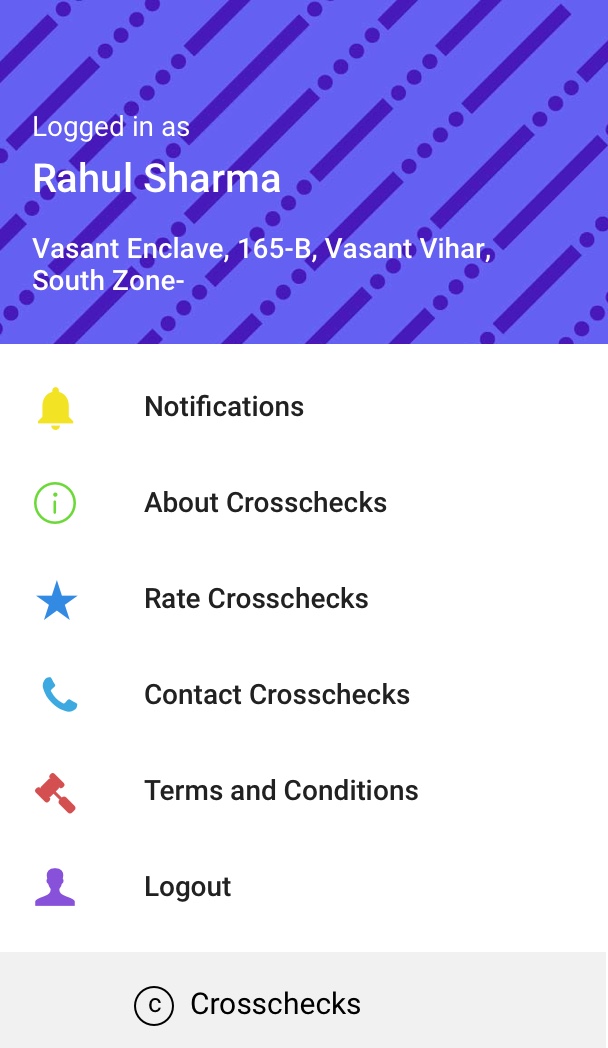 Logged in as
Rahul Sharma
Vasant Enclave, 165-B, Vasant Vihar,
South Zone-
Notifications
i About Crosschecks
Rate Crosschecks
Contact Crosschecks
Terms and Conditions
Logout
C Crosschecks